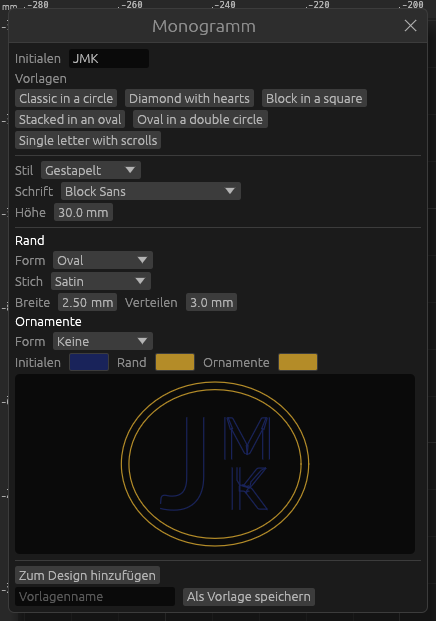 mm -280 -260 -240 -220 -200
Monogramm
Initialen JMK
Vorlagen
Classic in a circle Diamond with hearts Block in a square
Stacked in an oval Oval in a double circle
Single letter with scrolls
Stil Gestapelt
Schrift Block Sans
Höhe 30.0 mm
Rand
Form Oval
Stich Satin
Breite 2.50 mm Verteilen 3.0 mm
Ornamente
Form Keine
Initialen Rand Ornamente
J M
K
Zum Design hinzufügen
Vorlagenname Als Vorlage speichern